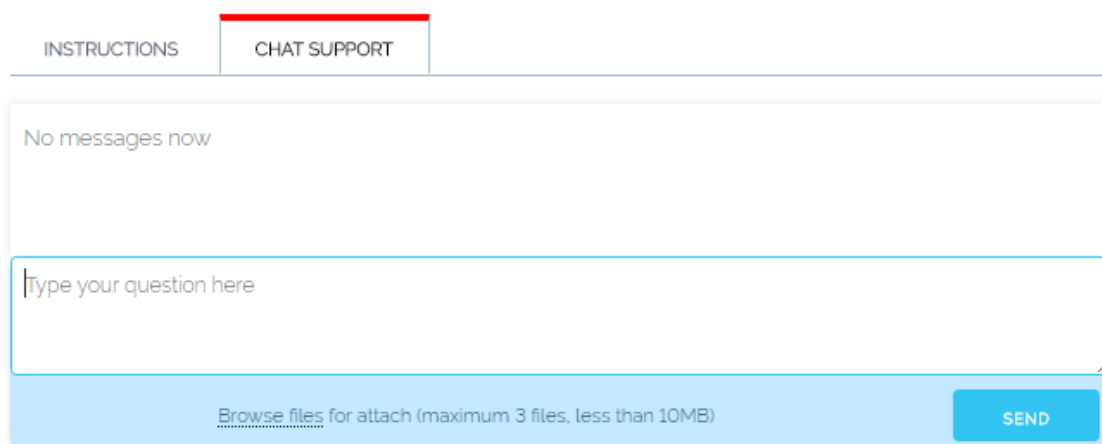 INSTRUCTIONS CHAT SUPPORT
No messages now
Type your question here
Browse files for attach (maximum 3 files, less than 10MB) SEND